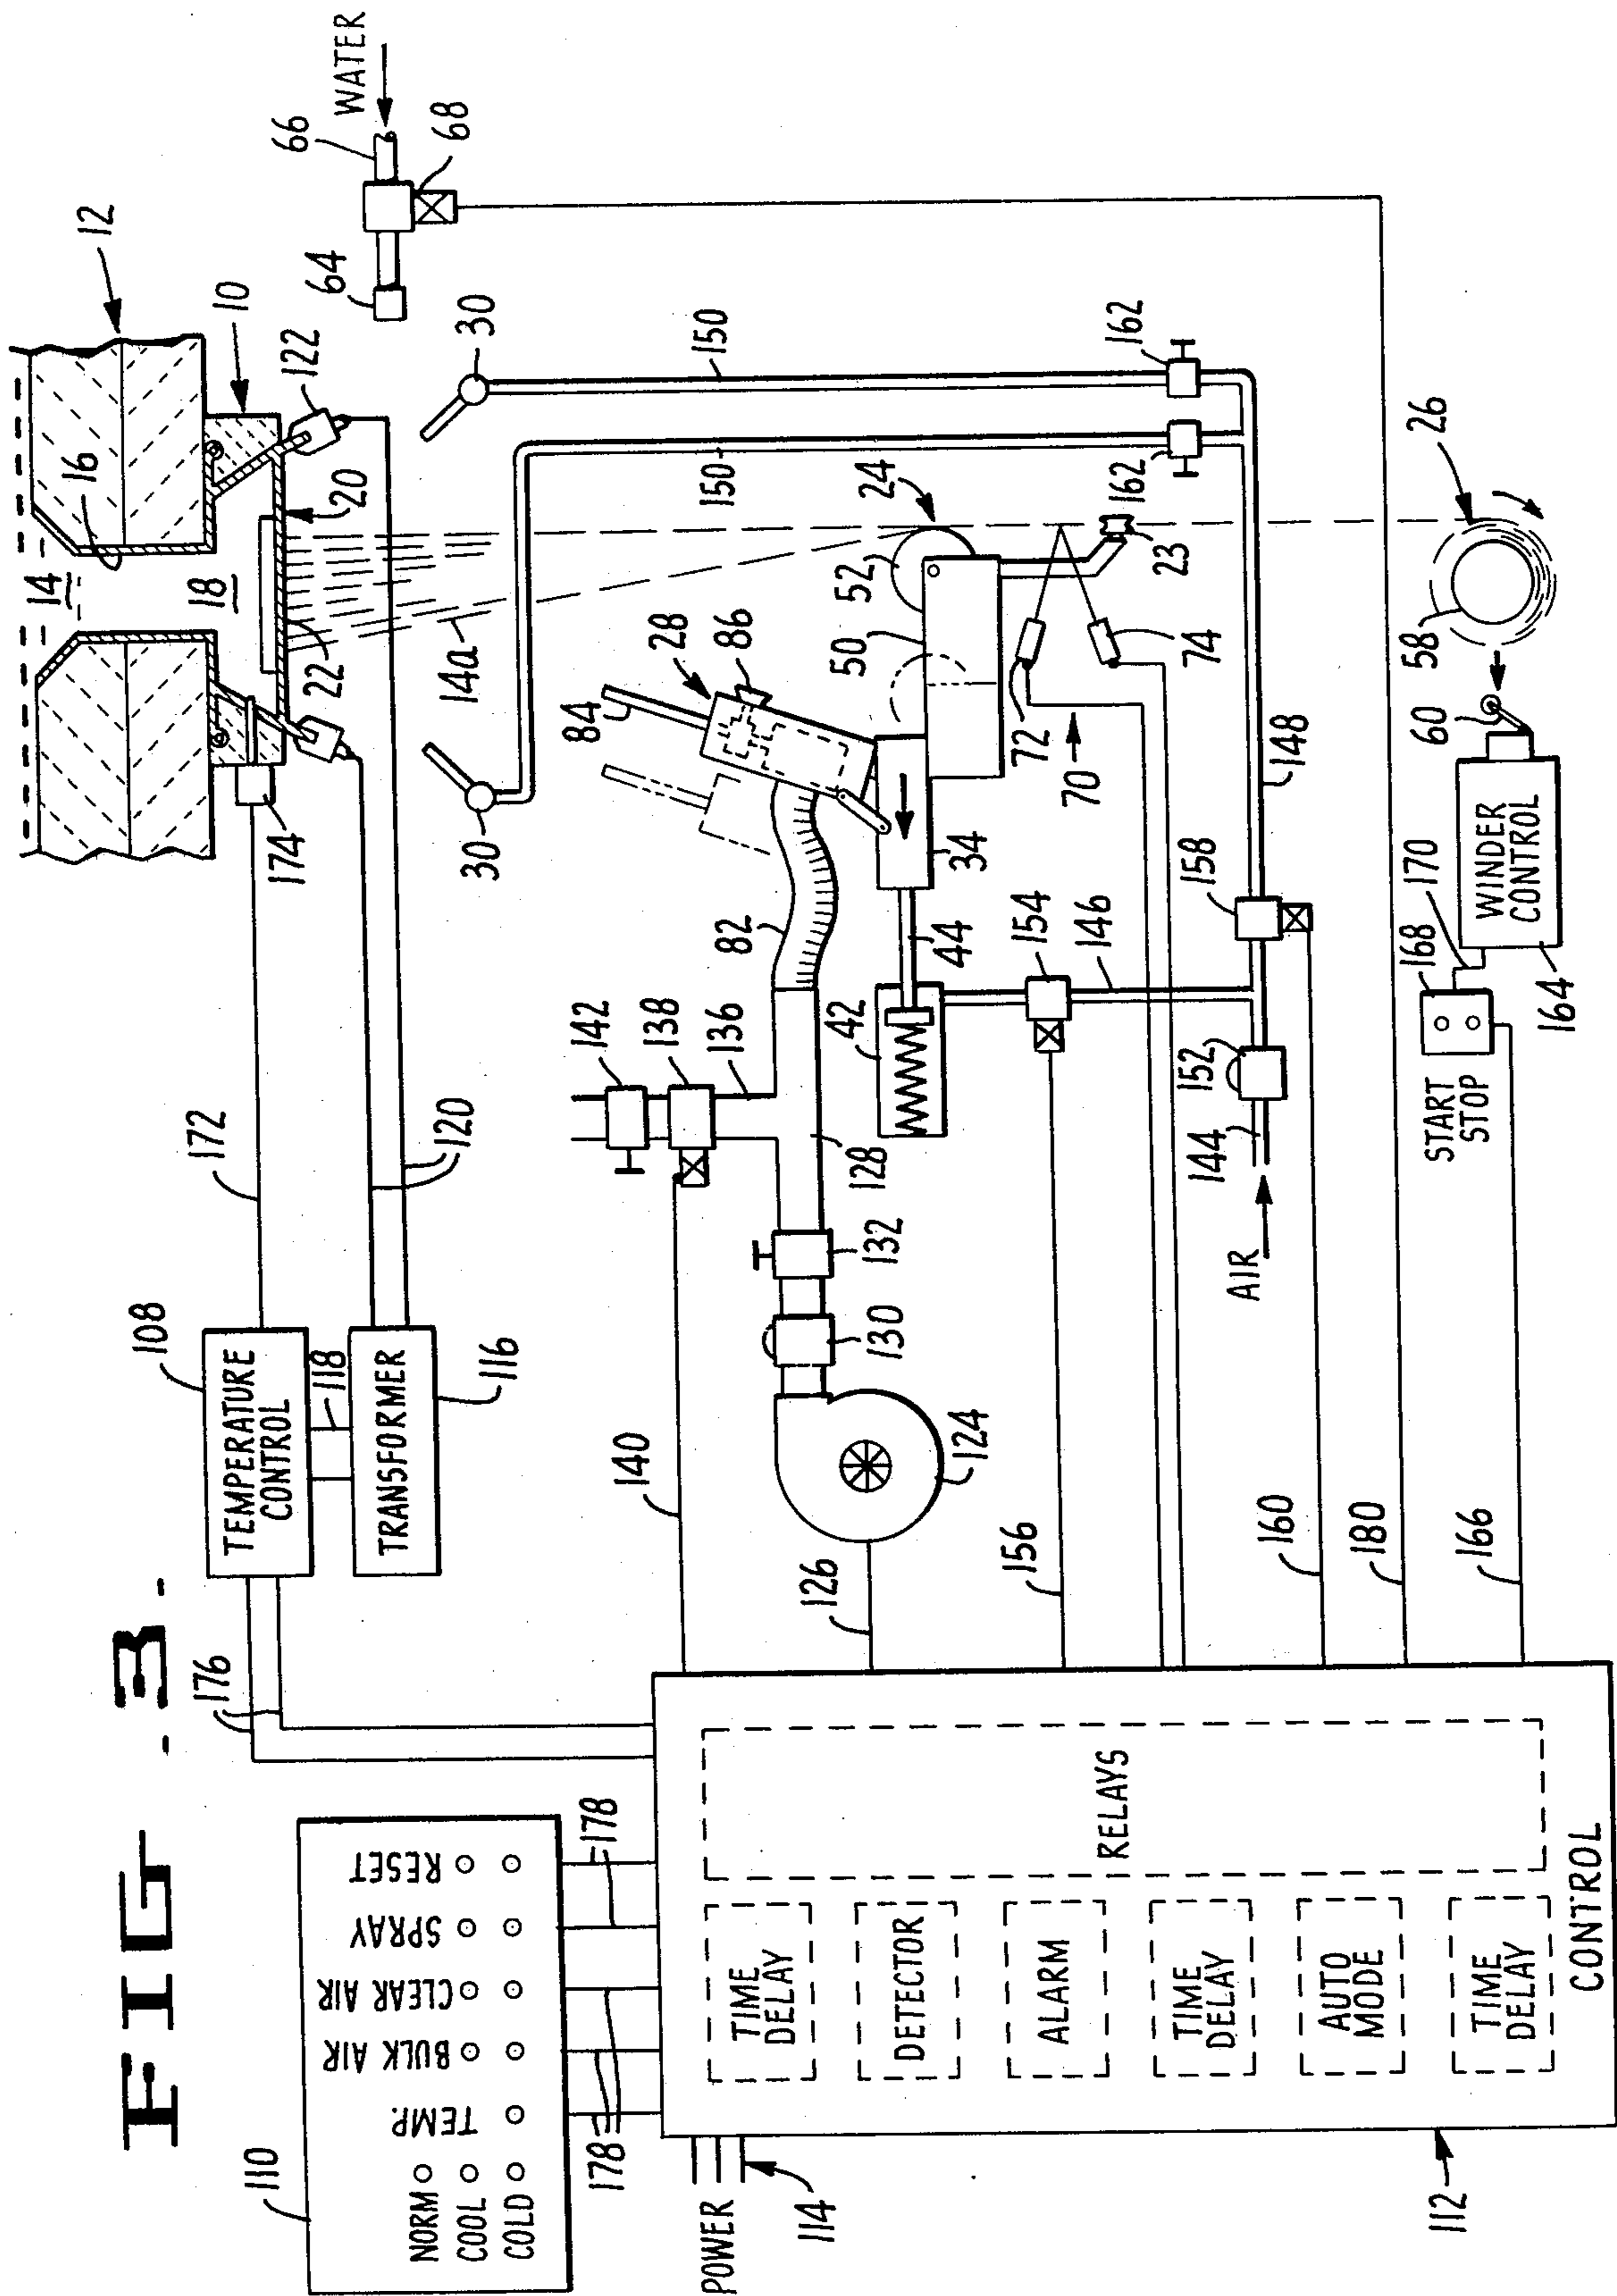 FIG-3-
110
NORM
COOL
COLD
TEMP.
BULK AIR
CLEAR AIR
SPRAY
RESET
178
178
178
176
POWER
114
112
TIME
DELAY
DETECTOR
ALARM
TIME
DELAY
AUTO
MODE
TIME
DELAY
RELAYS
CONTROL
108
TEMPERATURE
CONTROL
118
TRANSFORMER
116
172
120
174
14
16
12
18
10
122
20
22
14a
WATER
66
64
68
30
30
150
150
162
162
140
142
138
136
126
124
130
132
128
82
84
28
86
24
52
50
34
44
42
72
70
74
23
162
154
146
148
158
152
144
AIR
156
160
180
166
START
STOP
168
170
WINDER
CONTROL
164
60
58
26